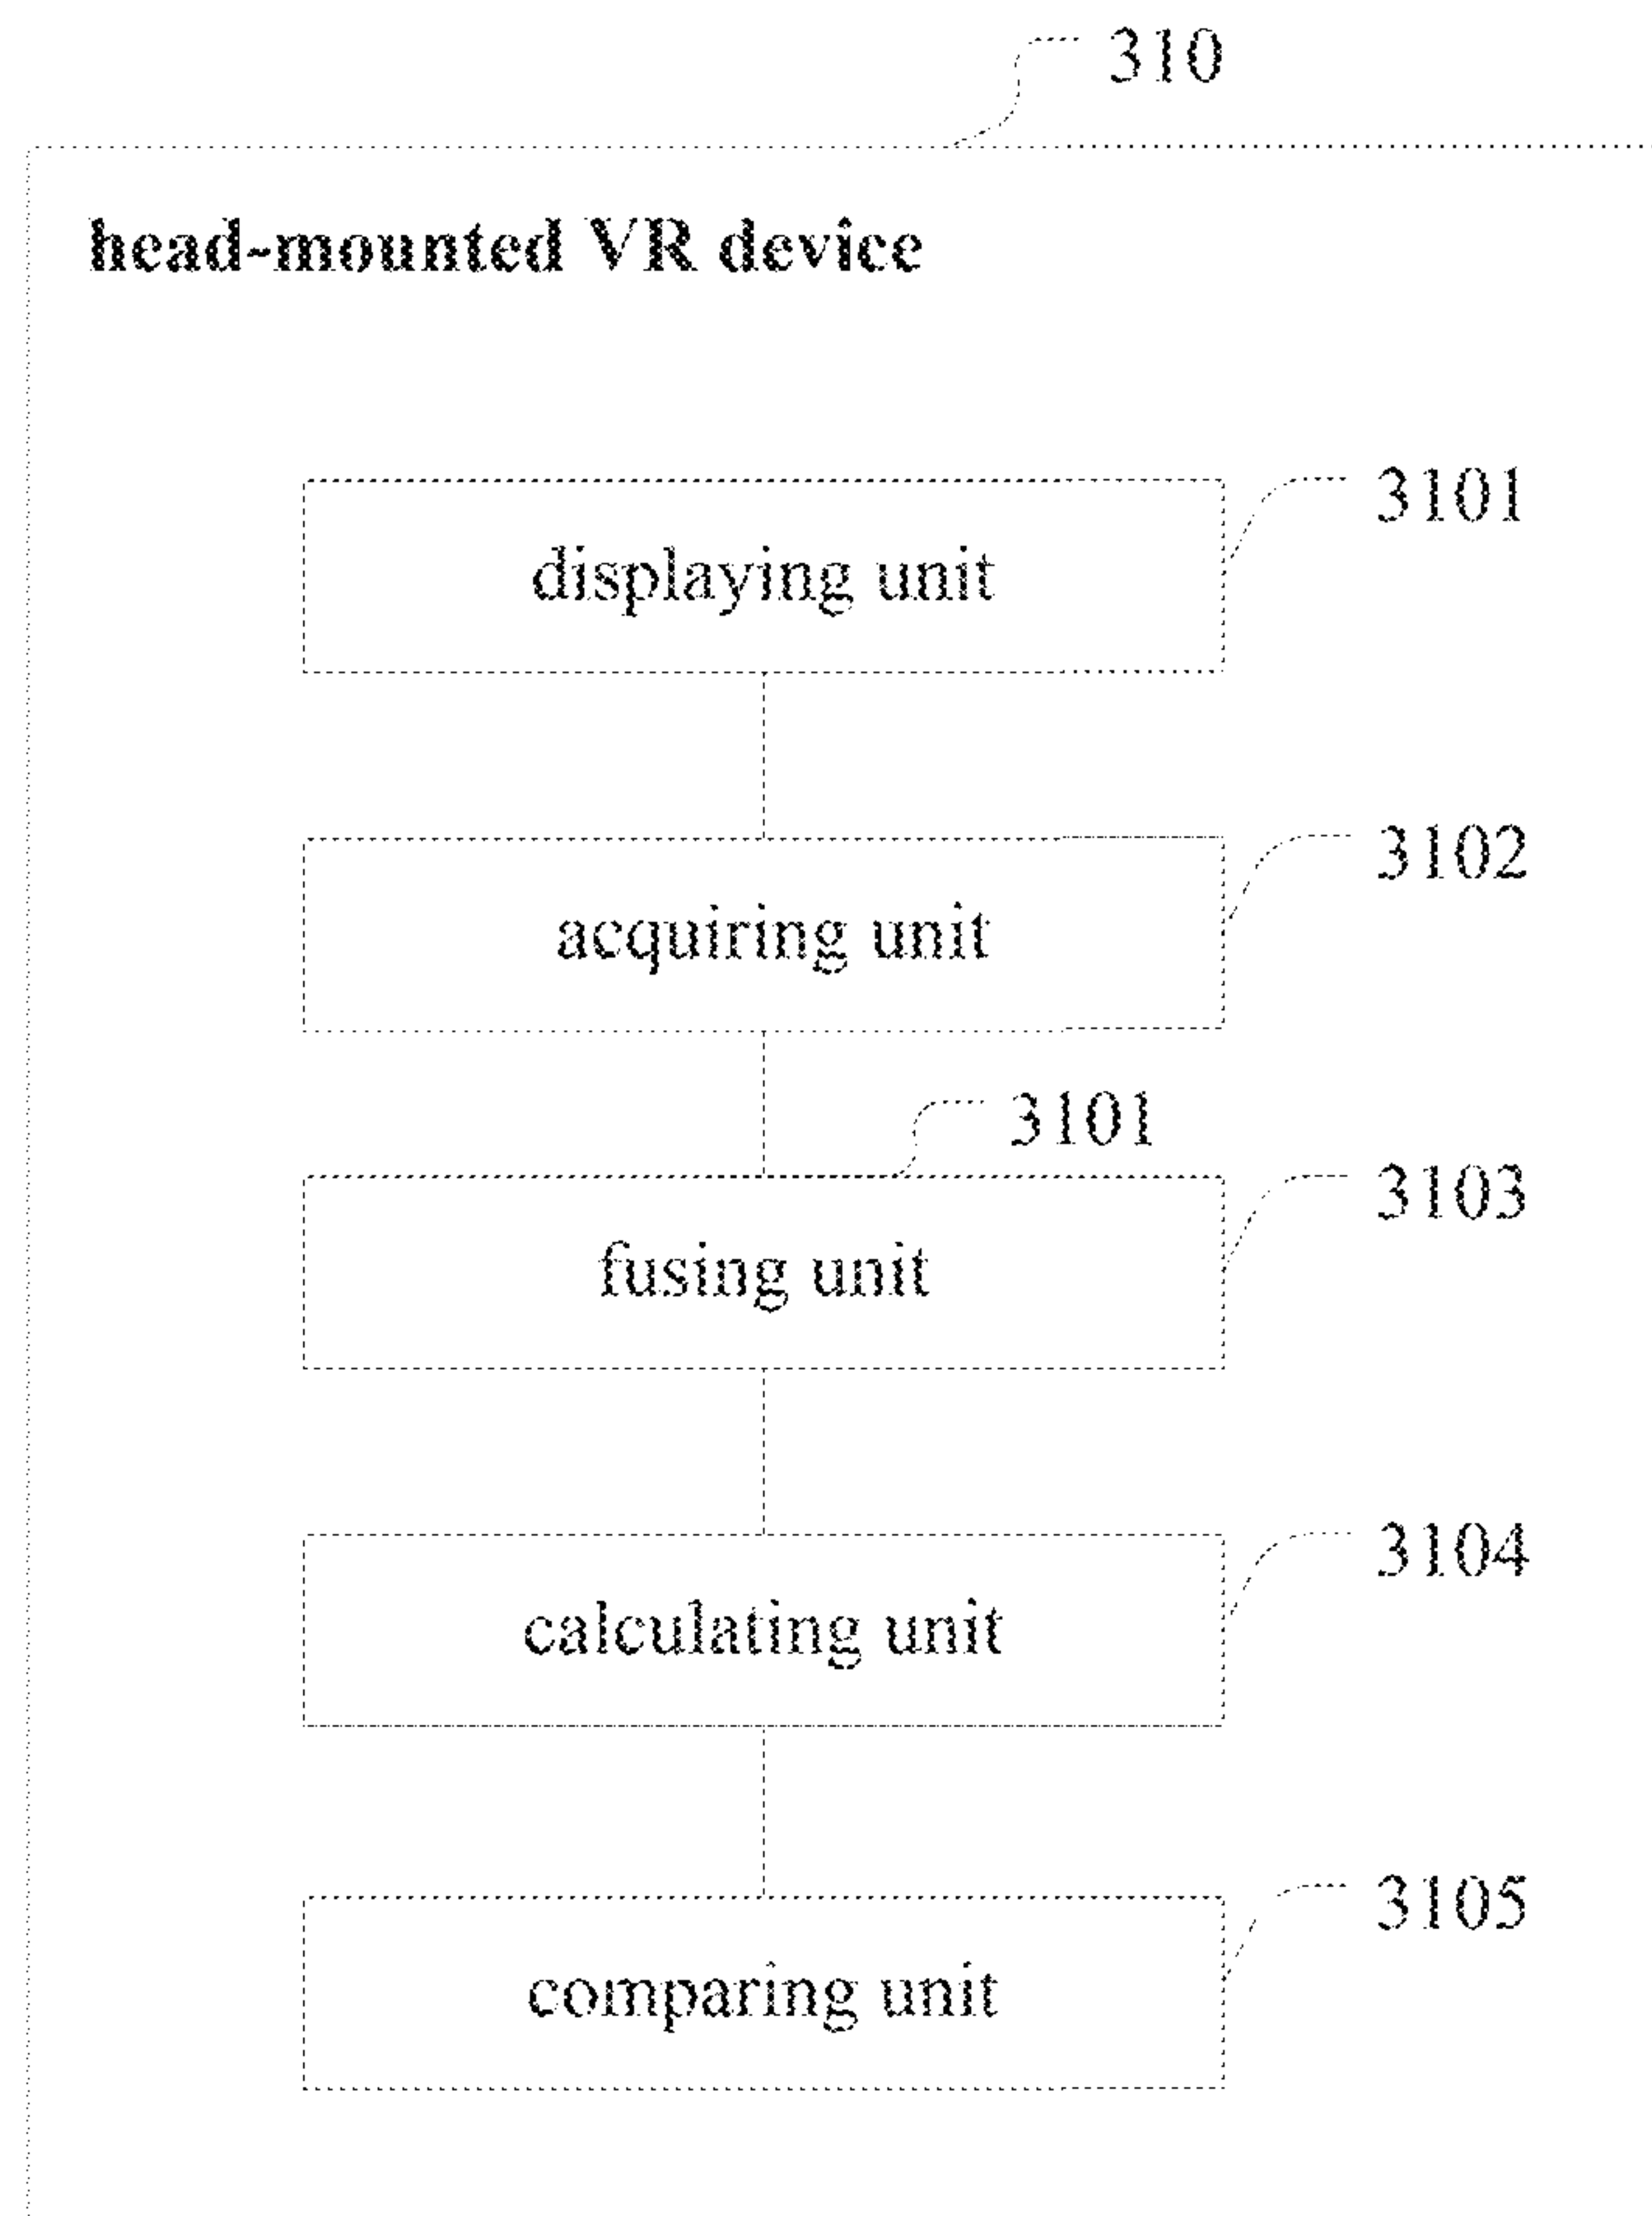 310
head-mounted VR device
3101
displaying unit
3102
acquiring unit
3101
3103
fusing unit
3104
calculating unit
3105
comparing unit